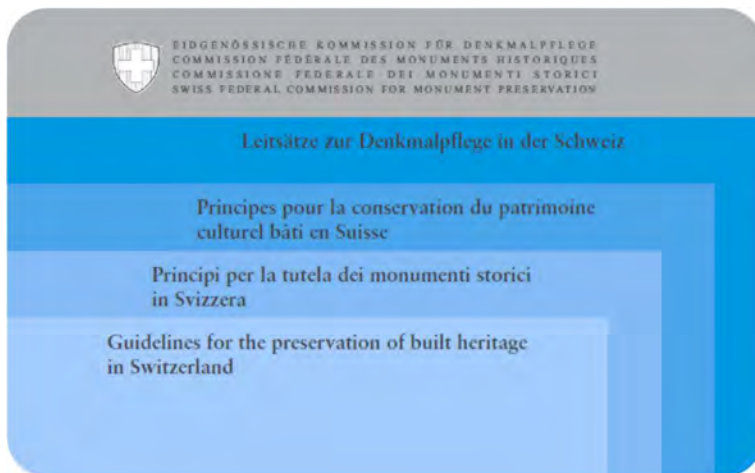 EIDGENÖSSISCHE KOMMISSION FÜR DENKMALPFLEGE
COMMISSION FÉDÉRALE DES MONUMENTS HISTORIQUES
COMMISSIONE FEDERALE DEI MONUMENTI STORICI
SWISS FEDERAL COMMISSION FOR MONUMENT PRESERVATION
Leitsätze zur Denkmalpflege in der Schweiz
Principes pour la conservation du patrimoine
culturel bâti en Suisse
Principi per la tutela dei monumenti storici
in Svizzera
Guidelines for the preservation of built heritage
in Switzerland